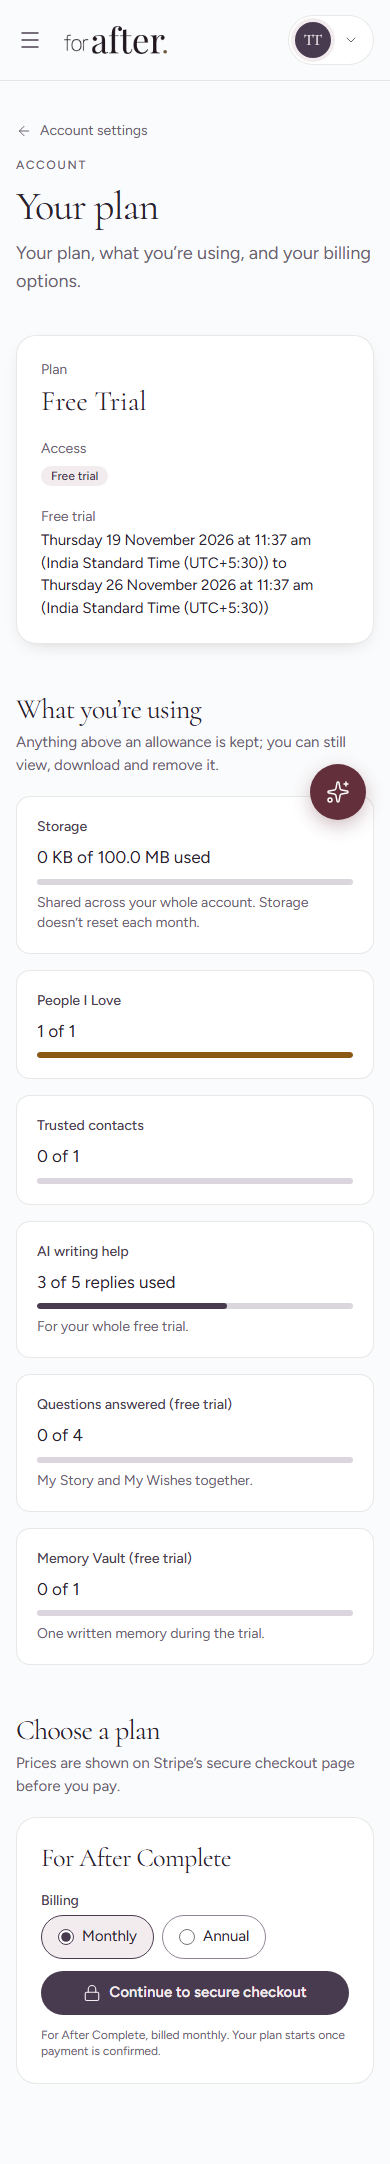 for after.
TT
Account settings
ACCOUNT
Your plan
Your plan, what you’re using, and your billing
options.
Plan
Free Trial
Access
Free trial
Free trial
Thursday 19 November 2026 at 11:37 am
(India Standard Time (UTC+5:30)) to
Thursday 26 November 2026 at 11:37 am
(India Standard Time (UTC+5:30))
What you’re using
Anything above an allowance is kept; you can still
view, download and remove it.
Storage
0 KB of 100.0 MB used
Shared across your whole account. Storage
doesn’t reset each month.
People I Love
1 of 1
Trusted contacts
0 of 1
AI writing help
3 of 5 replies used
For your whole free trial.
Questions answered (free trial)
0 of 4
My Story and My Wishes together.
Memory Vault (free trial)
0 of 1
One written memory during the trial.
Choose a plan
Prices are shown on Stripe’s secure checkout page
before you pay.
For After Complete
Billing
Monthly
Annual
Continue to secure checkout
For After Complete, billed monthly. Your plan starts once
payment is confirmed.